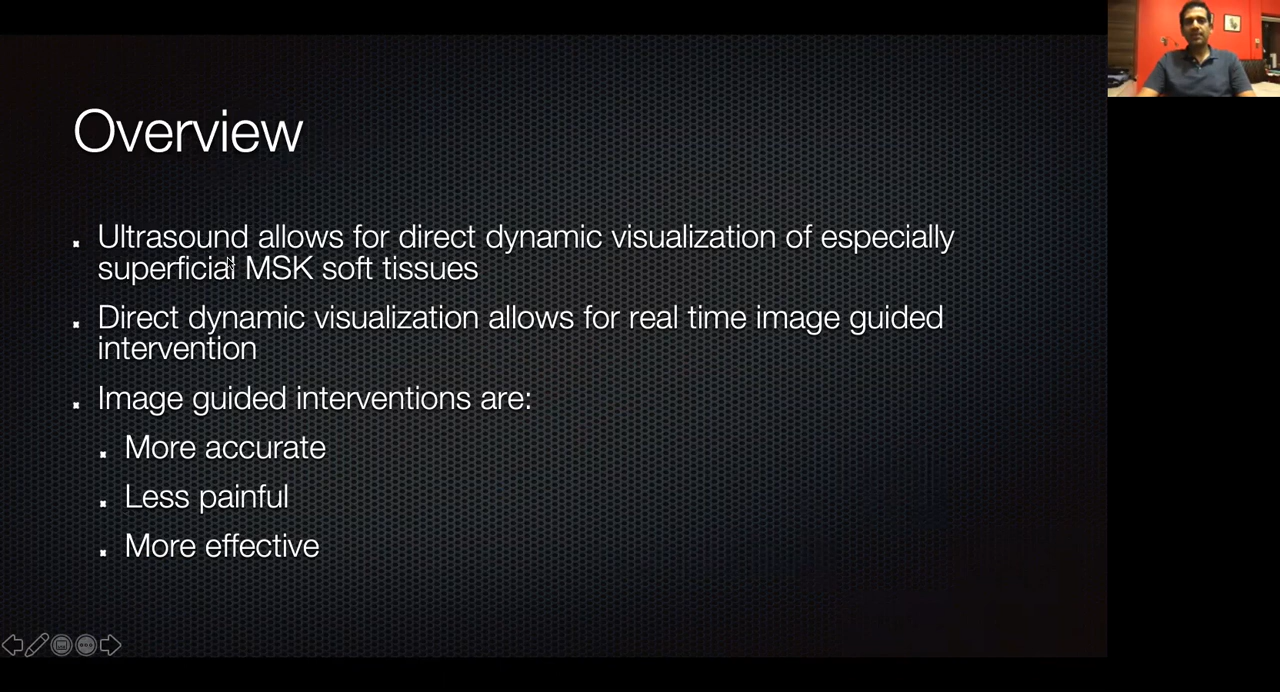 Overview
Ultrasound allows for direct dynamic visualization of especially
superficial MSK soft tissues
Direct dynamic visualization allows for real time image guided
intervention
Image guided interventions are:
More accurate
Less painful
More effective